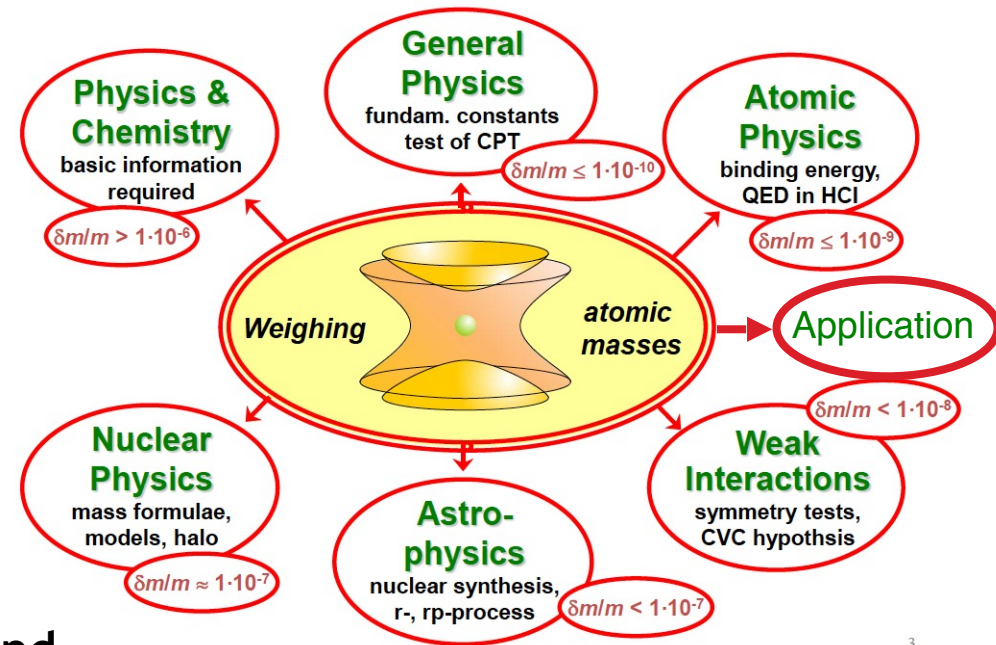 General
Physics
fundam. constants
test of CPT
δm/m ≤ 1·10⁻¹⁰
Physics &
Chemistry
basic information
required
δm/m > 1·10⁻⁶
Atomic
Physics
binding energy,
QED in HCI
δm/m ≤ 1·10⁻⁹
Weighing
atomic
masses
Application
Nuclear
Physics
mass formulae,
models, halo
δm/m ≈ 1·10⁻⁷
Astro-
physics
nuclear synthesis,
r-, rp-process
δm/m < 1·10⁻⁷
δm/m < 1·10⁻⁸
Weak
Interactions
symmetry tests,
CVC hypothsis
3